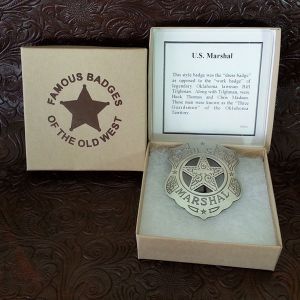 FAMOUS BADGES
OF THE OLD WEST
U.S. Marshal
This style badge was the "dress badge"
as opposed to the "work badge" of
legendary Oklahoma lawman Bill
Tilghman. Along with Tilghman, were
Heck Thomas and Chris Madsen.
These men were known as the "Three
Guardsmen" of the Oklahoma
Territory.
MARSHAL